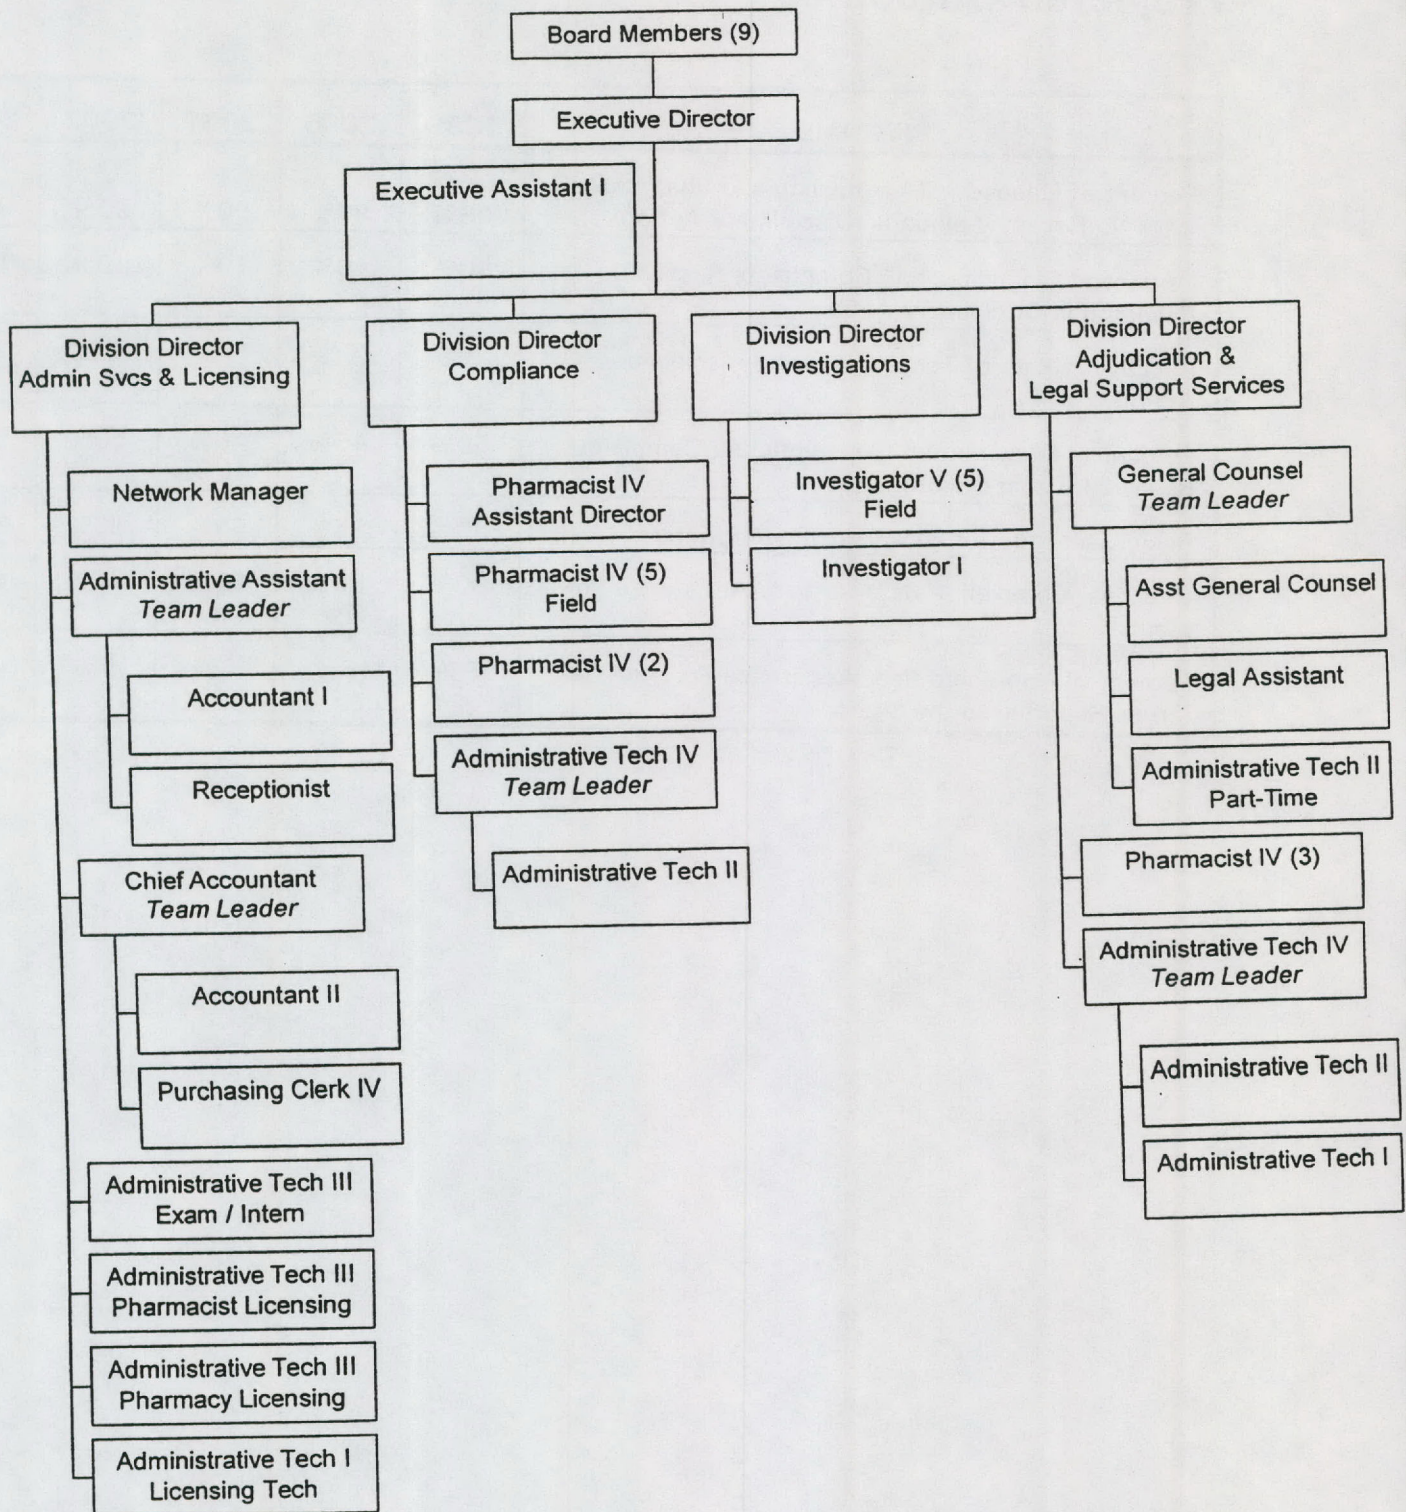 Board Members (9)
Executive Director
Executive Assistant I
Division Director
Admin Svcs & Licensing
Network Manager
Administrative Assistant
Team Leader
Accountant I
Receptionist
Chief Accountant
Team Leader
Accountant II
Purchasing Clerk IV
Administrative Tech III
Exam / Intern
Administrative Tech III
Pharmacist Licensing
Administrative Tech III
Pharmacy Licensing
Administrative Tech I
Licensing Tech
Division Director
Compliance
Pharmacist IV
Assistant Director
Pharmacist IV (5)
Field
Pharmacist IV (2)
Administrative Tech IV
Team Leader
Administrative Tech II
Division Director
Investigations
Investigator V (5)
Field
Investigator I
Division Director
Adjudication &
Legal Support Services
General Counsel
Team Leader
Asst General Counsel
Legal Assistant
Administrative Tech II
Part-Time
Pharmacist IV (3)
Administrative Tech IV
Team Leader
Administrative Tech II
Administrative Tech I